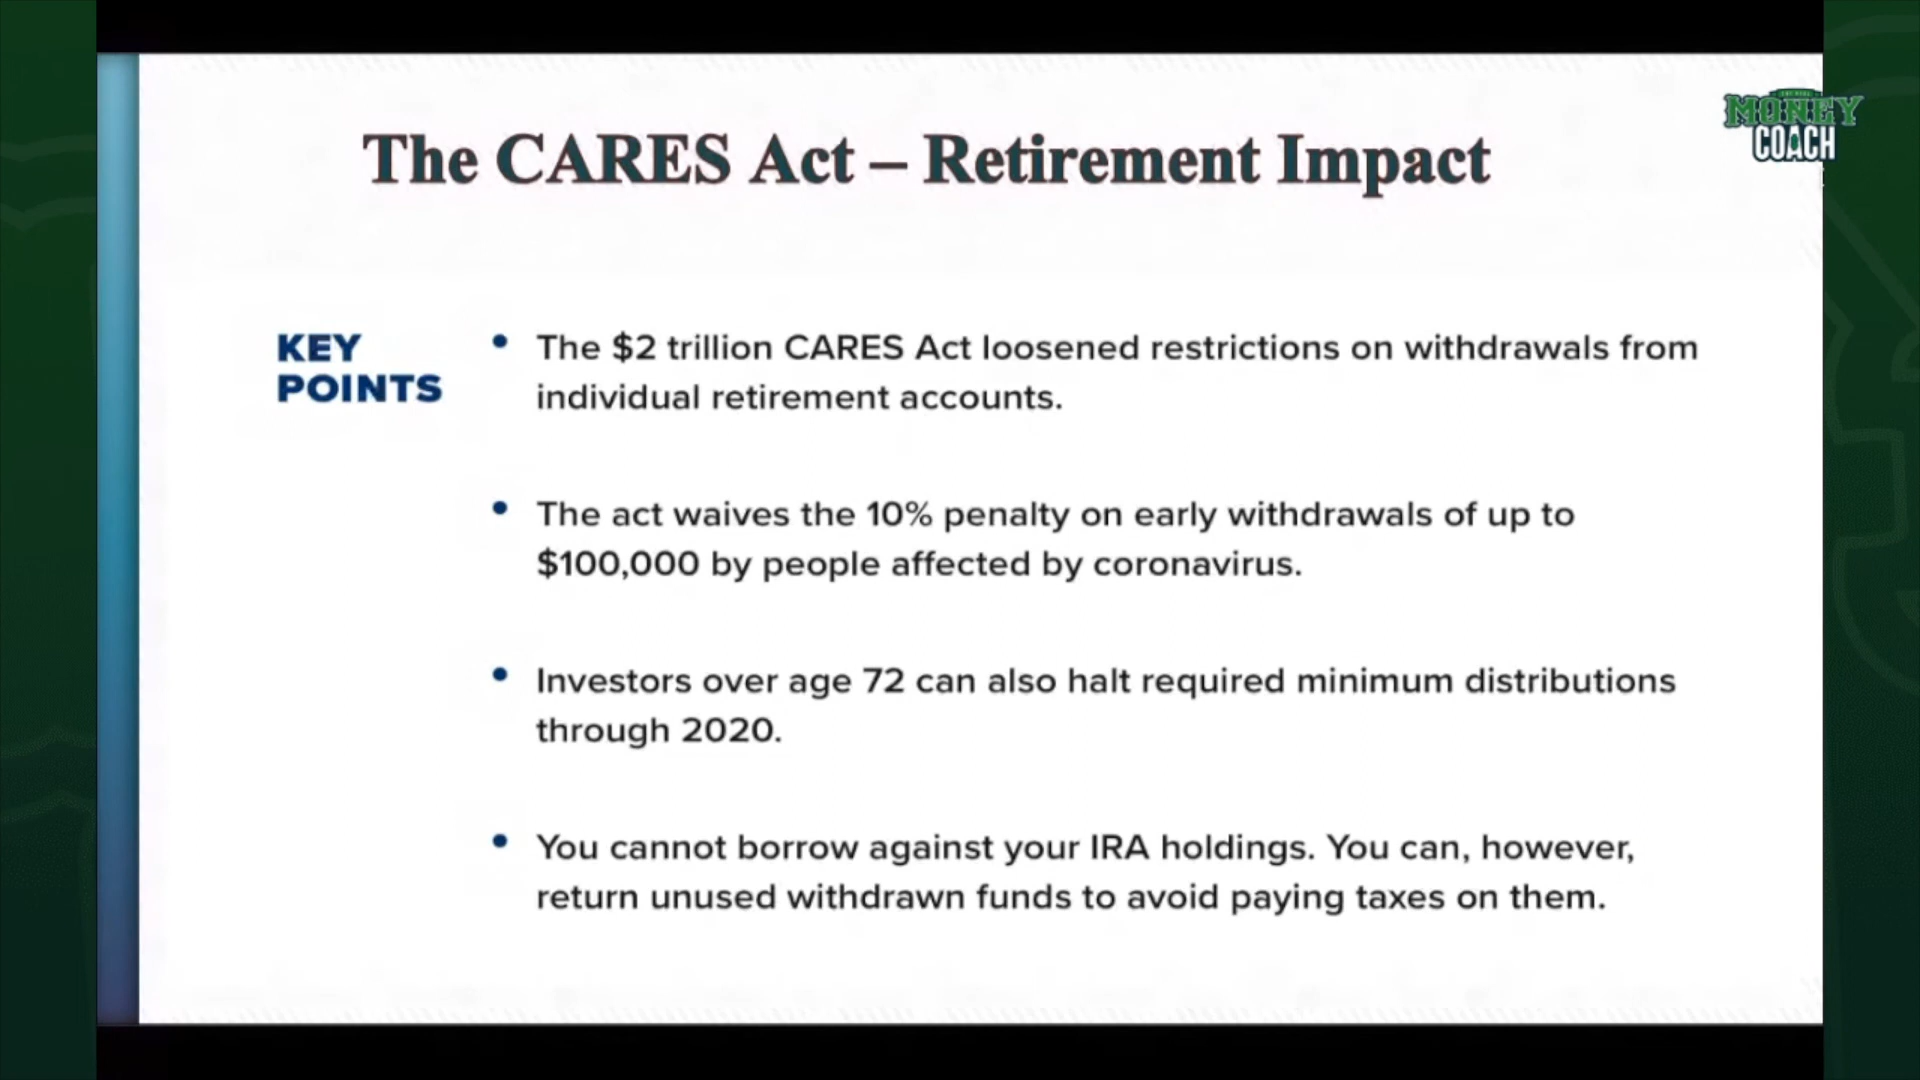 MONEY
COACH
The CARES Act – Retirement Impact
KEY
POINTS
• The $2 trillion CARES Act loosened restrictions on withdrawals from
individual retirement accounts.
• The act waives the 10% penalty on early withdrawals of up to
$100,000 by people affected by coronavirus.
• Investors over age 72 can also halt required minimum distributions
through 2020.
• You cannot borrow against your IRA holdings. You can, however,
return unused withdrawn funds to avoid paying taxes on them.